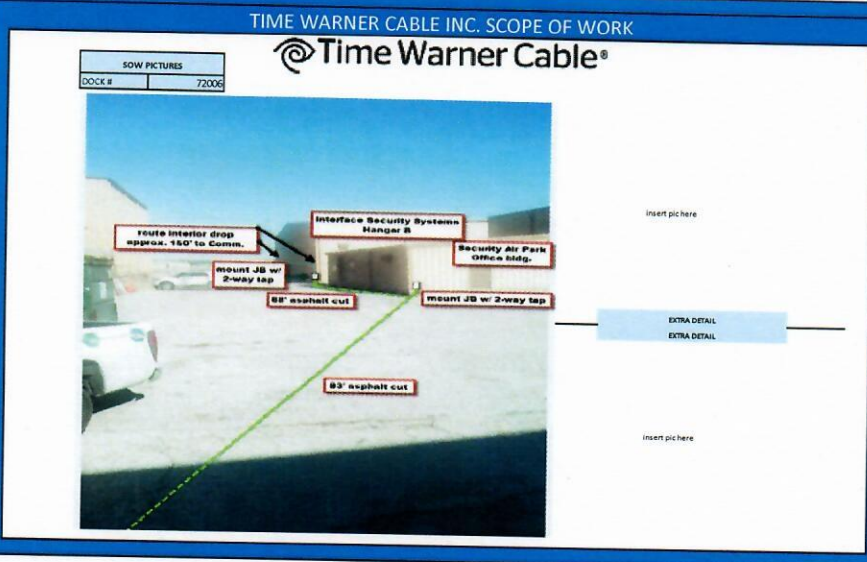 TIME WARNER CABLE INC. SCOPE OF WORK
Time Warner Cable®
SOW PICTURES
DOCK # 72006
Interface Security Systems
Hangar B
route interior drop
approx. 150' to Comm.
Security Air Park
Office bldg.
mount JB w/
2-way tap
68' asphalt cut
mount JB w/ 2-way tap
83' asphalt cut
insert pic here
EXTRA DETAIL
EXTRA DETAIL
insert pic here